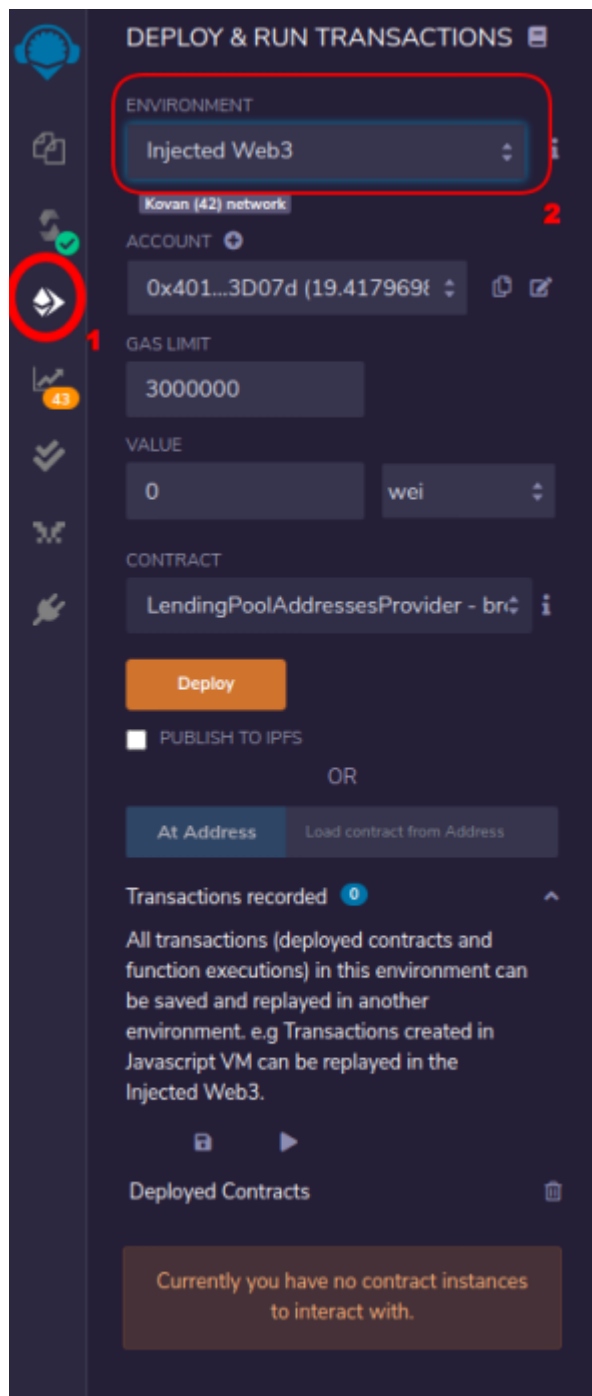 DEPLOY & RUN TRANSACTIONS
ENVIRONMENT
Injected Web3
2
Kovan (42) network
ACCOUNT
0x401...3D07d (19.4179698
1
GAS LIMIT
3000000
43
VALUE
0 wei
CONTRACT
LendingPoolAddressesProvider - bro
Deploy
PUBLISH TO IPFS
OR
At Address Load contract from Address
Transactions recorded 0
All transactions (deployed contracts and
function executions) in this environment can
be saved and replayed in another
environment. e.g Transactions created in
Javascript VM can be replayed in the
Injected Web3.
Deployed Contracts
Currently you have no contract instances
to interact with.